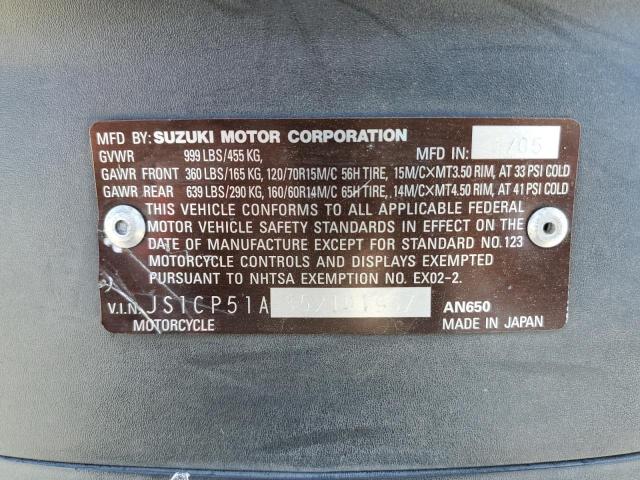 MFD BY: SUZUKI MOTOR CORPORATION
GVWR 999 LBS/455 KG, MFD IN: /05
GAWR FRONT 360 LBS/165 KG, 120/70R15M/C 56H TIRE, 15M/C×MT3.50 RIM, AT 33 PSI COLD
GAWR REAR 639 LBS/290 KG, 160/60R14M/C 65H TIRE, 14M/C×MT4.50 RIM, AT 41 PSI COLD
THIS VEHICLE CONFORMS TO ALL APPLICABLE FEDERAL
MOTOR VEHICLE SAFETY STANDARDS IN EFFECT ON THE
DATE OF MANUFACTURE EXCEPT FOR STANDARD NO.123
MOTORCYCLE CONTROLS AND DISPLAYS EXEMPTED
PURSUANT TO NHTSA EXEMPTION NO. EX02-2.
V.I.N. JS1CP51A AN650
MOTORCYCLE MADE IN JAPAN